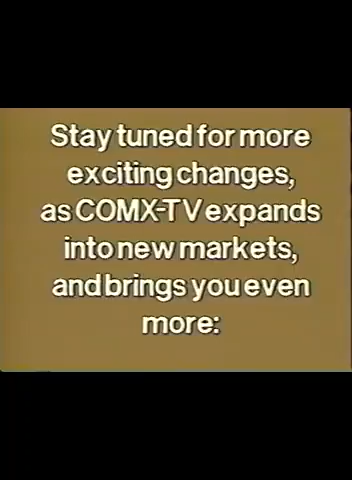 Stay tuned for more
exciting changes,
as COMX-TV expands
into new markets,
and brings you even
more: